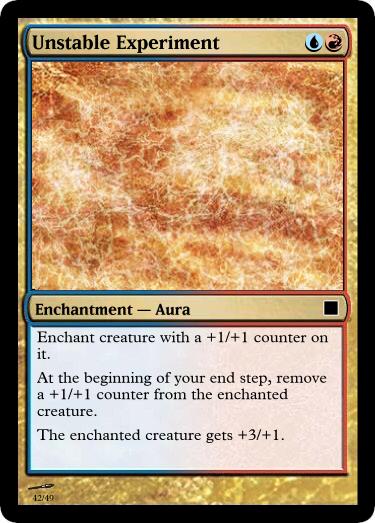 Unstable Experiment
Enchantment — Aura
Enchant creature with a +1/+1 counter on
it.
At the beginning of your end step, remove
a +1/+1 counter from the enchanted
creature.
The enchanted creature gets +3/+1.
42/49